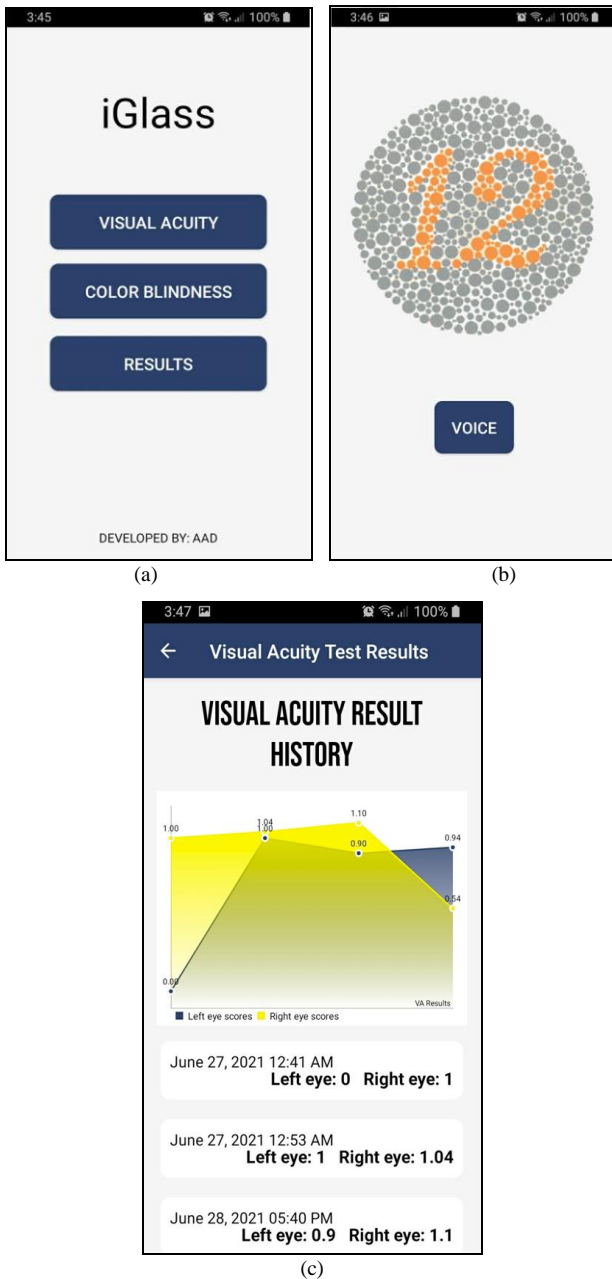 3:45 100%
iGlass
VISUAL ACUITY
COLOR BLINDNESS
RESULTS
DEVELOPED BY: AAD
(a)
3:46 100%
12
VOICE
(b)
3:47 100%
Visual Acuity Test Results
VISUAL ACUITY RESULT
HISTORY
1.00
0.00
1.04
1.00
1.10
0.90
0.94
0.54
VA Results
Left eye scores Right eye scores
June 27, 2021 12:41 AM
Left eye: 0 Right eye: 1
June 27, 2021 12:53 AM
Left eye: 1 Right eye: 1.04
June 28, 2021 05:40 PM
Left eye: 0.9 Right eye: 1.1
(c)